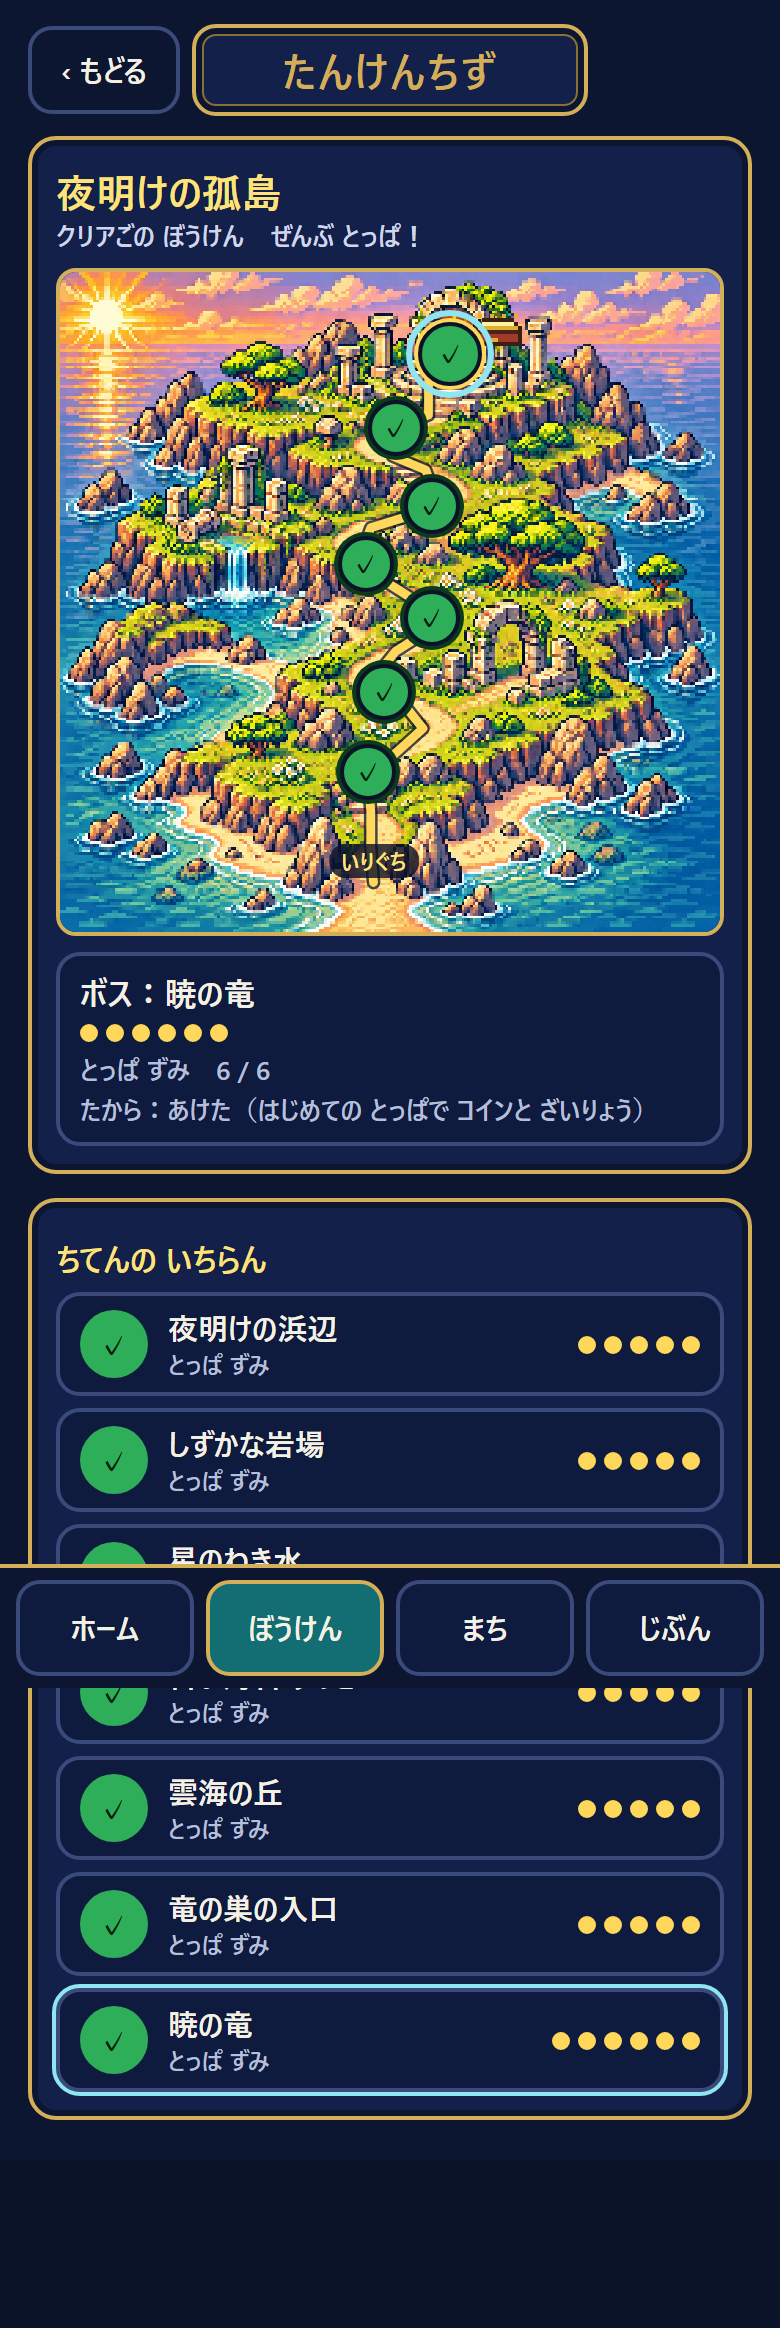 ‹ もどる
たんけんちず
夜明けの孤島
クリアごの ぼうけん　ぜんぶ とっぱ！
いりぐち
ボス：暁の竜
とっぱ ずみ　6 / 6
たから：あけた（はじめての とっぱで コインと ざいりょう）
ちてんの いちらん
夜明けの浜辺
とっぱ ずみ
しずかな岩場
とっぱ ずみ
星のわき水
ホーム
ぼうけん
まち
じぶん
とっぱ ずみ
雲海の丘
とっぱ ずみ
竜の巣の入口
とっぱ ずみ
暁の竜
とっぱ ずみ